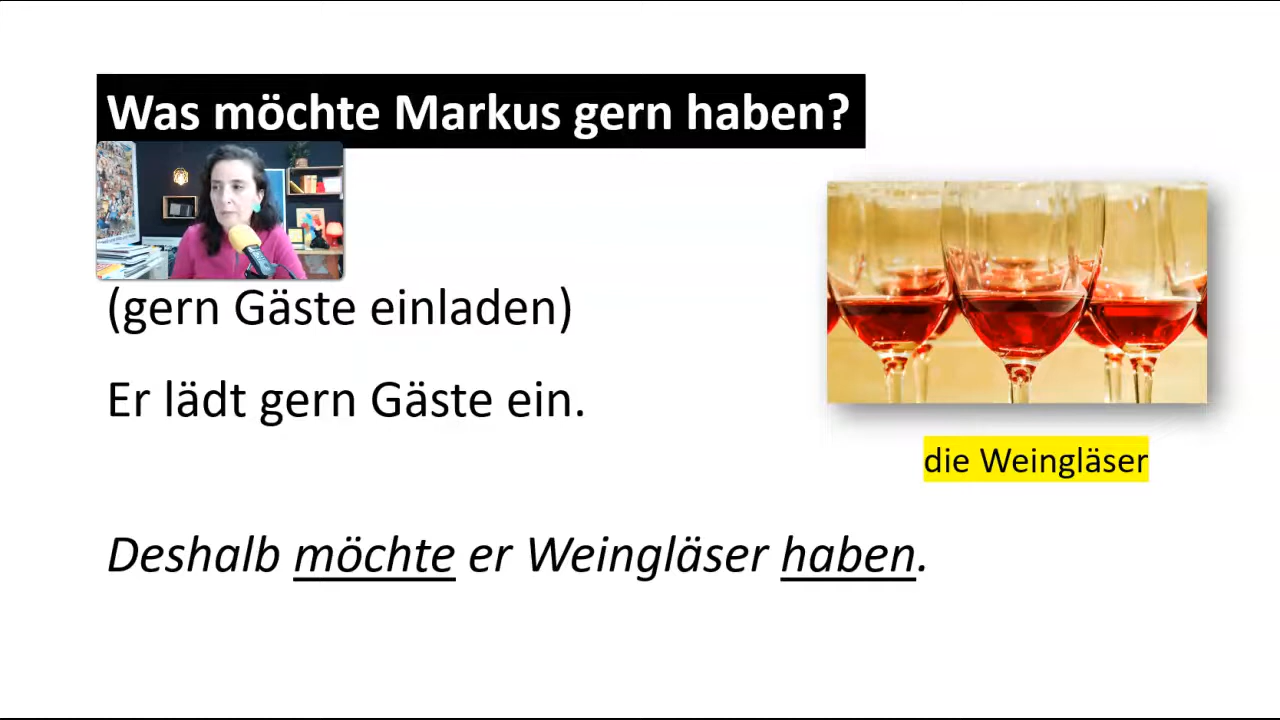 Was möchte Markus gern haben?
(gern Gäste einladen)
Er lädt gern Gäste ein.
die Weingläser
Deshalb möchte er Weingläser haben.